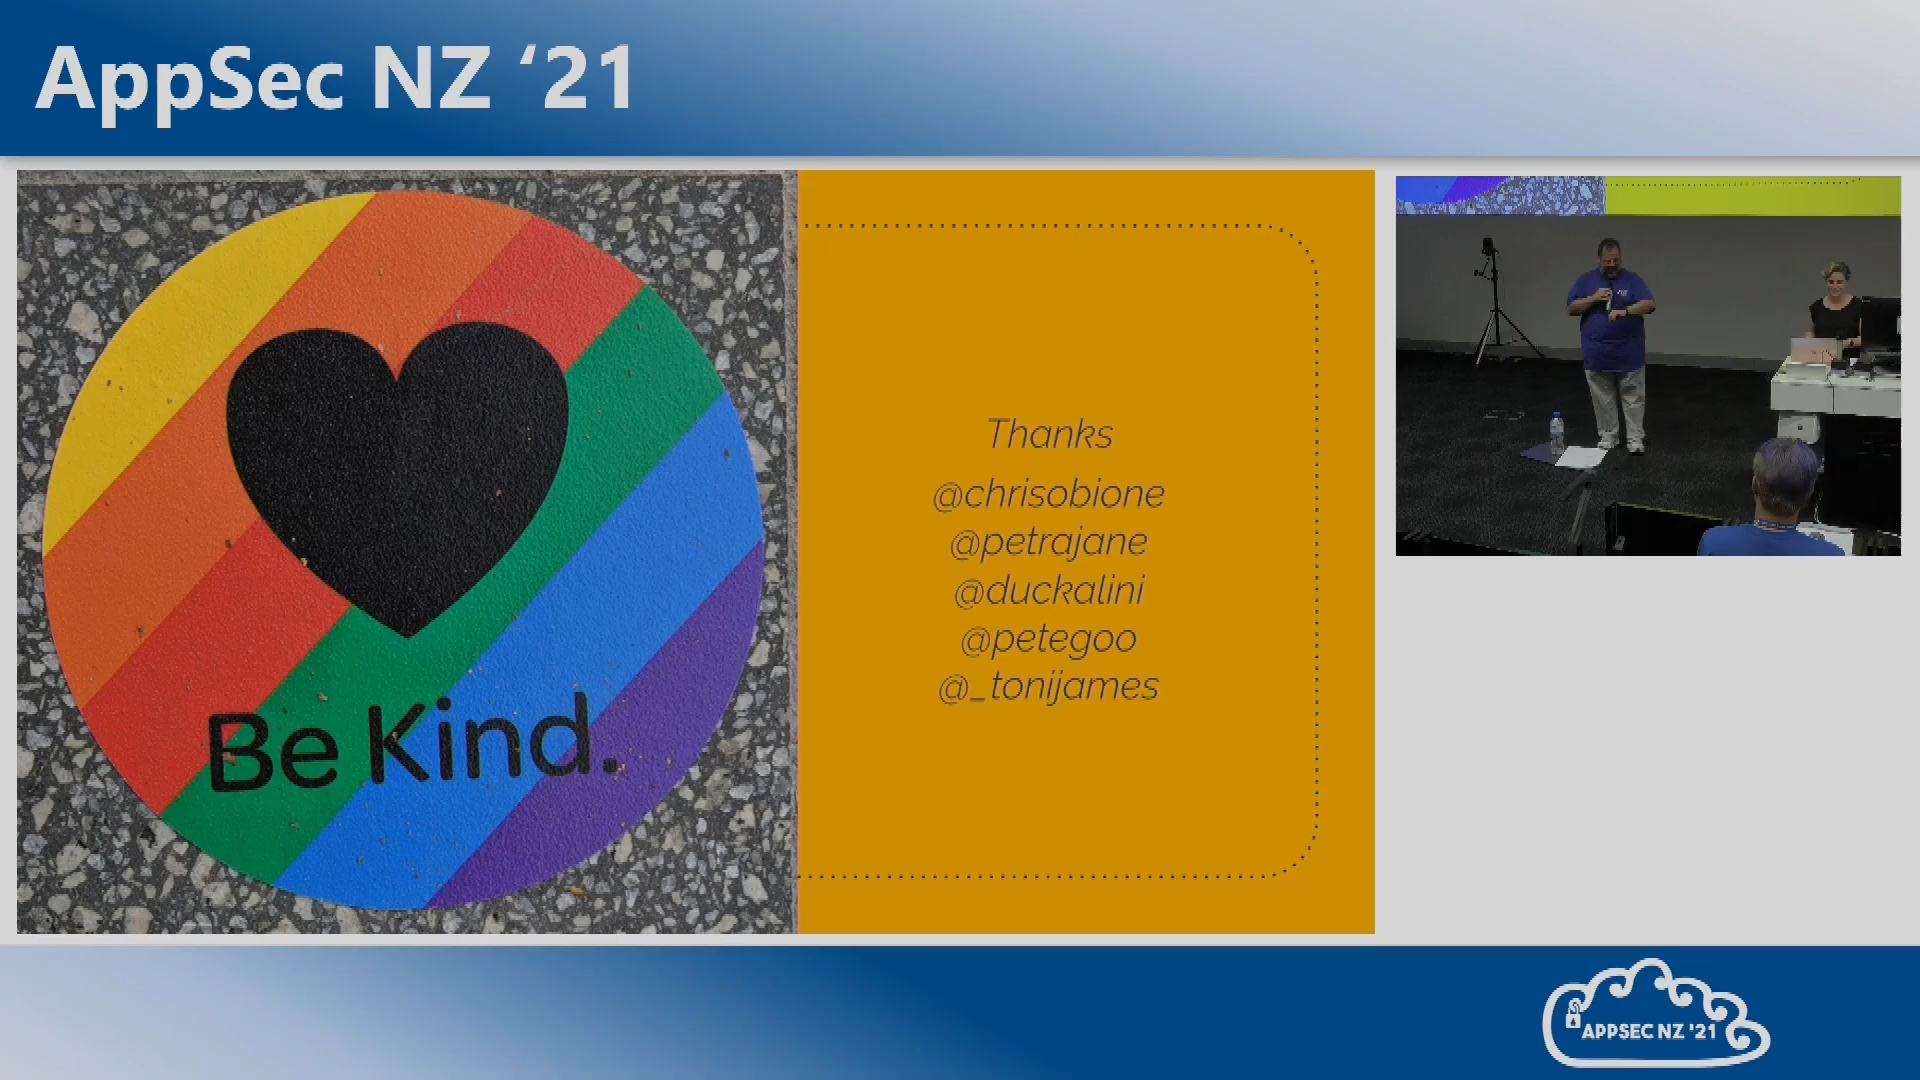 AppSec NZ ‘21
Be Kind.
Thanks
@chrisobione
@petrajane
@duckalini
@petegoo
@_tonijames
APPSEC NZ '21